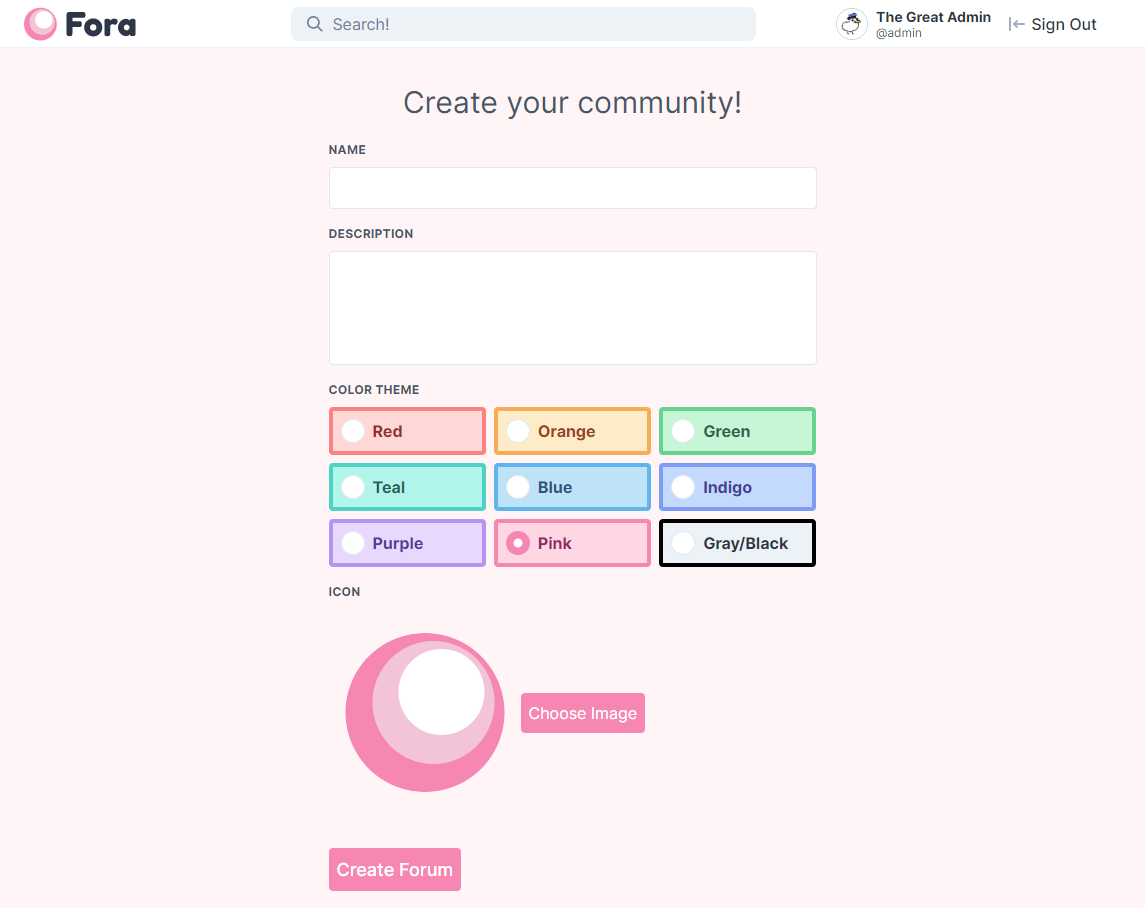 Fora
Search!
The Great Admin
@admin
Sign Out
Create your community!
NAME
DESCRIPTION
COLOR THEME
Red
Orange
Green
Teal
Blue
Indigo
Purple
Pink
Gray/Black
ICON
Choose Image
Create Forum